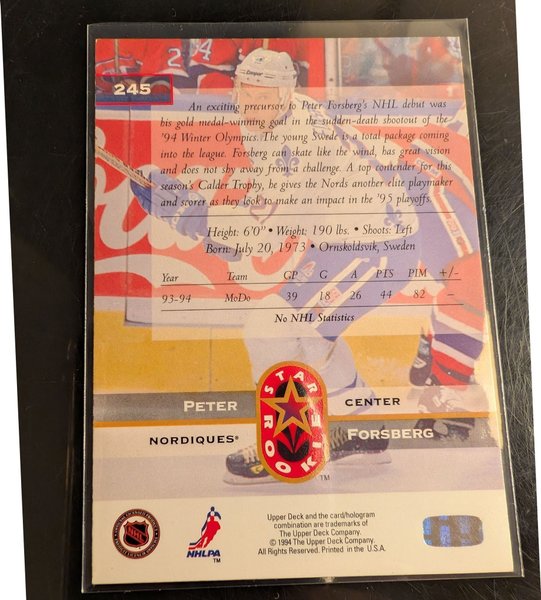 2 4
Cooper
245
An exciting precursor to Peter Forsberg's NHL debut was
his gold medal-winning goal in the sudden-death shootout of the
'94 Winter Olympics. The young Swede is a total package coming
into the league. Forsberg can skate like the wind, has great vision
and does not shy away from a challenge. A top contender for this
season's Calder Trophy, he gives the Nords another elite playmaker
and scorer as they look to make an impact in the '95 playoffs.
Height: 6'0" • Weight: 190 lbs. • Shoots: Left
Born: July 20, 1973 • Ornskoldsvik, Sweden
Year Team GP G A PTS PIM +/-
93-94 MoDo 39 18 26 44 82 –
No NHL Statistics
STAR ROOKIE
TM
PETER
CENTER
NORDIQUES®
FORSBERG
NHL
NHLPA
TM
Upper Deck and the card/hologram
combination are trademarks of
The Upper Deck Company.
© 1994 The Upper Deck Company.
All Rights Reserved. Printed in the U.S.A.